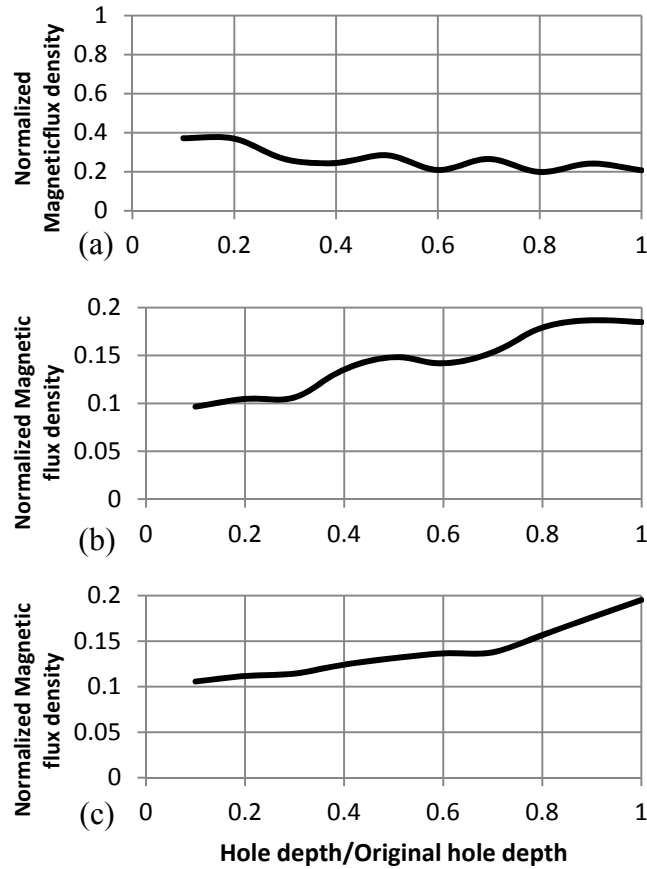 Normalized
Magneticflux density
1
0.8
0.6
0.4
0.2
0
(a)
0 0.2 0.4 0.6 0.8 1
Normalized Magnetic
flux density
0.2
0.15
0.1
0.05
0
(b)
0 0.2 0.4 0.6 0.8 1
Normalized Magnetic
flux density
0.2
0.15
0.1
0.05
0
(c)
0 0.2 0.4 0.6 0.8 1
Hole depth/Original hole depth